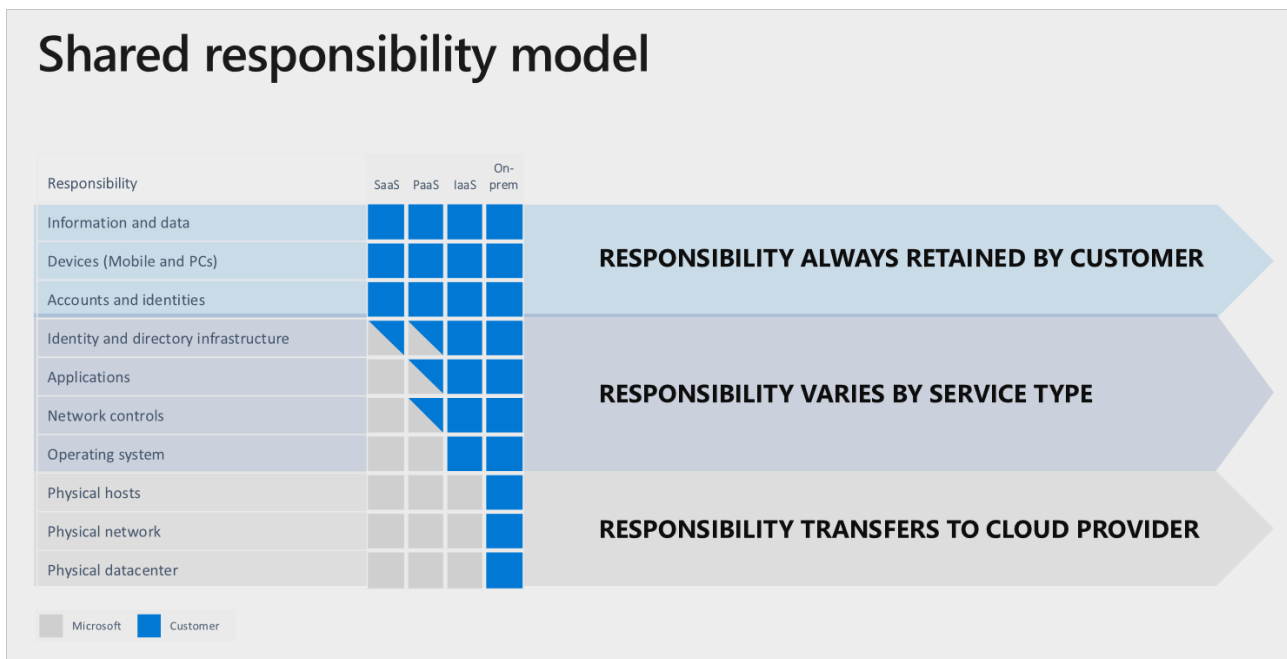 Shared responsibility model
Responsibility
SaaS PaaS IaaS On-
prem
Information and data
Devices (Mobile and PCs)
Accounts and identities
RESPONSIBILITY ALWAYS RETAINED BY CUSTOMER
Identity and directory infrastructure
Applications
Network controls
Operating system
RESPONSIBILITY VARIES BY SERVICE TYPE
Physical hosts
Physical network
Physical datacenter
RESPONSIBILITY TRANSFERS TO CLOUD PROVIDER
Microsoft Customer